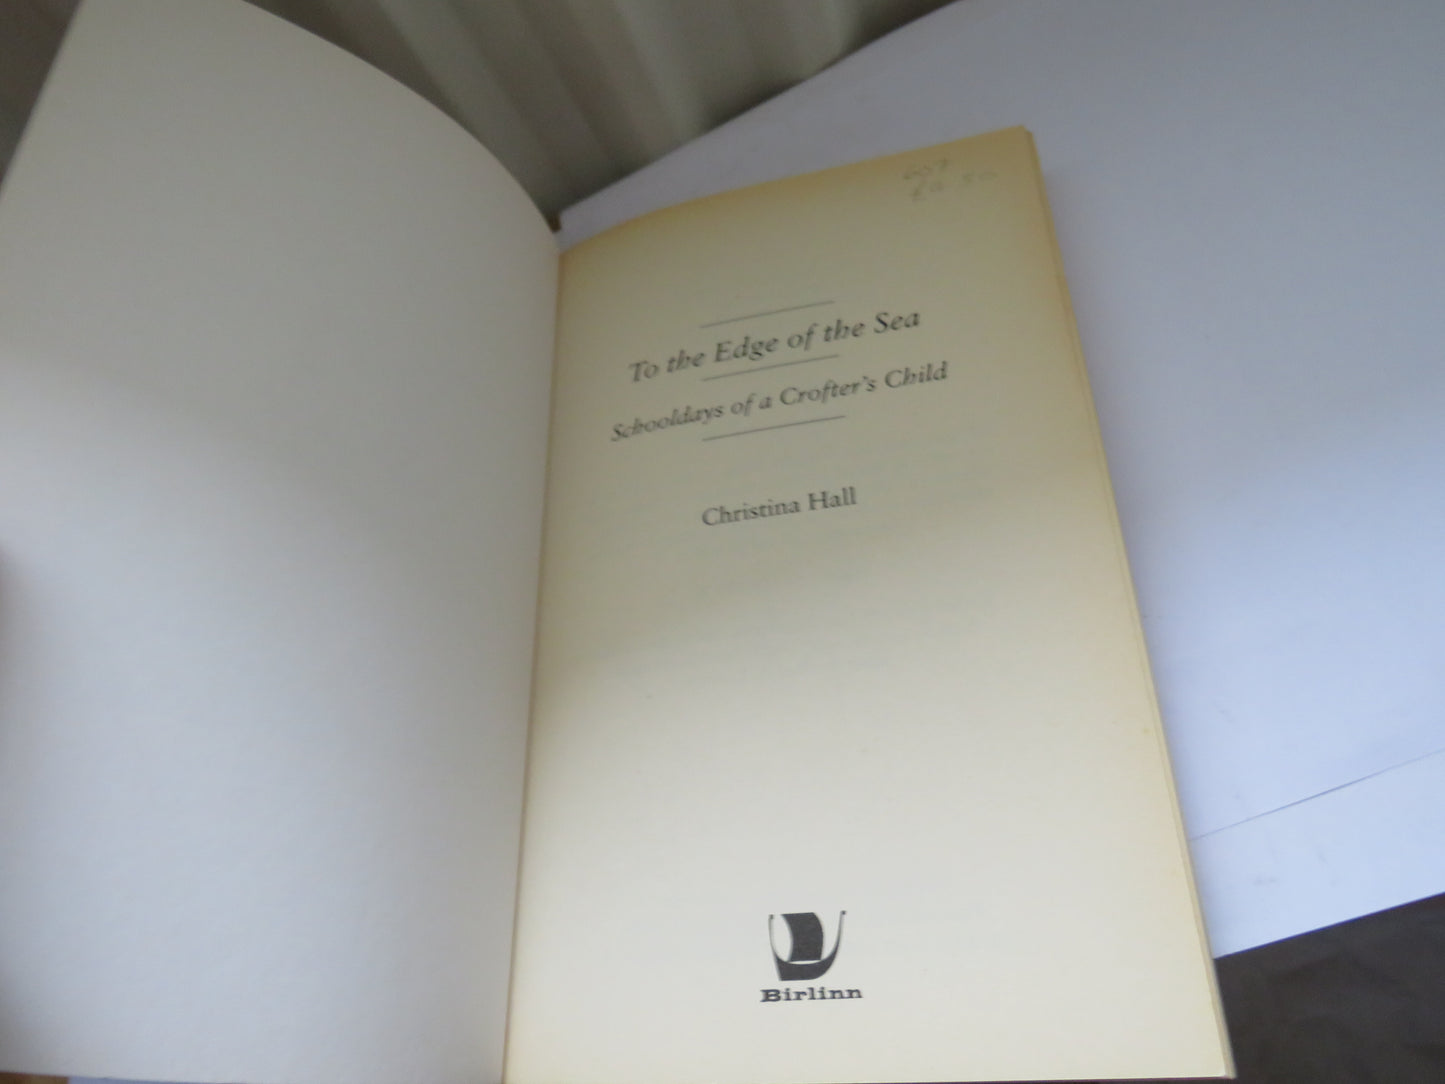 To the Edge of the Sea
Schooldays of a Crofter's Child
Christina Hall
Birlinn